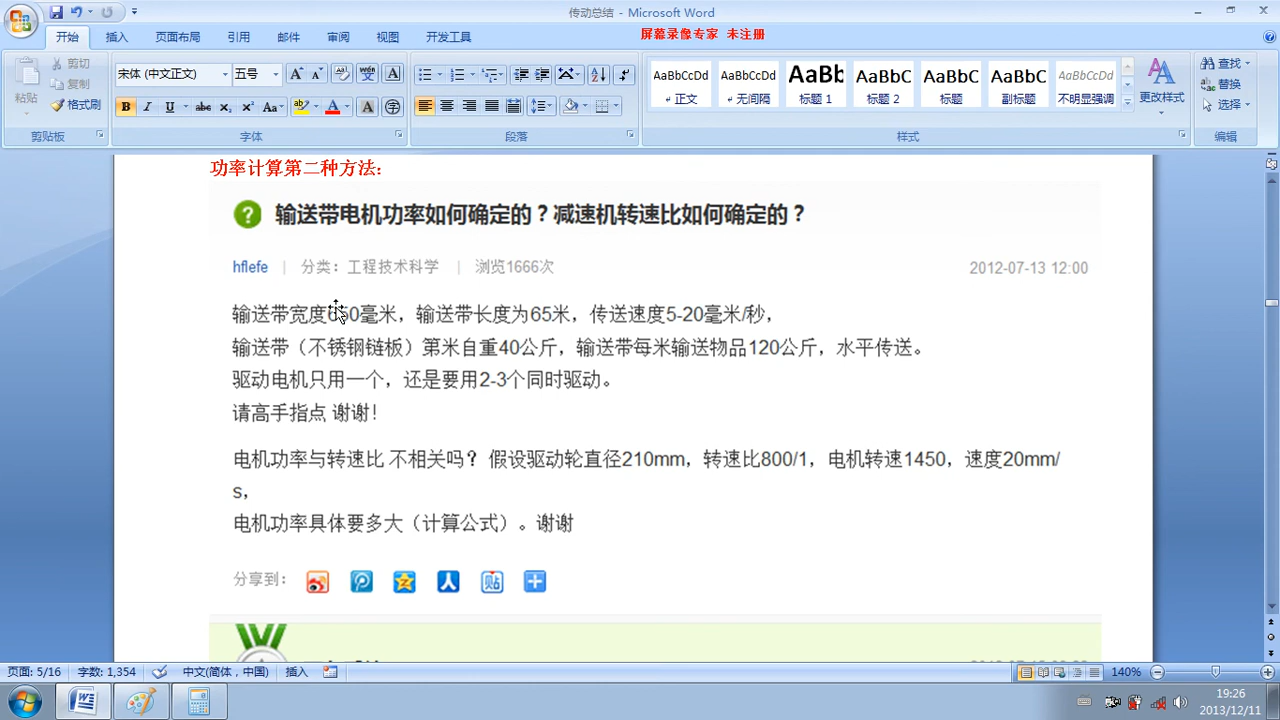 传动总结 - Microsoft Word
开始 插入 页面布局 引用 邮件 审阅 视图 开发工具
屏幕录像专家 未注册
粘贴 剪切 复制 格式刷
剪贴板
宋体 (中文正文) 五号
字体
段落
AaBbCcDd AaBbCcDd AaBb AaBbC AaBbC AaBbC AaBbCcDd
正文 无间隔 标题 1 标题 2 标题 副标题 不明显强调
更改样式
样式
查找 替换 选择
编辑
功率计算第二种方法:
输送带电机功率如何确定的？减速机转速比如何确定的？
hflefe | 分类：工程技术科学 | 浏览1666次 2012-07-13 12:00
输送带宽度650毫米，输送带长度为65米，传送速度5-20毫米/秒，
输送带（不锈钢链板）第米自重40公斤，输送带每米输送物品120公斤，水平传送。
驱动电机只用一个，还是要用2-3个同时驱动。
请高手指点 谢谢！
电机功率与转速比 不相关吗？ 假设驱动轮直径210mm，转速比800/1，电机转速1450，速度20mm/
s，
电机功率具体要多大（计算公式）。谢谢
分享到：
贴
页面: 5/16 字数: 1,354 中文(简体，中国) 插入 140%
19:26
2013/12/11